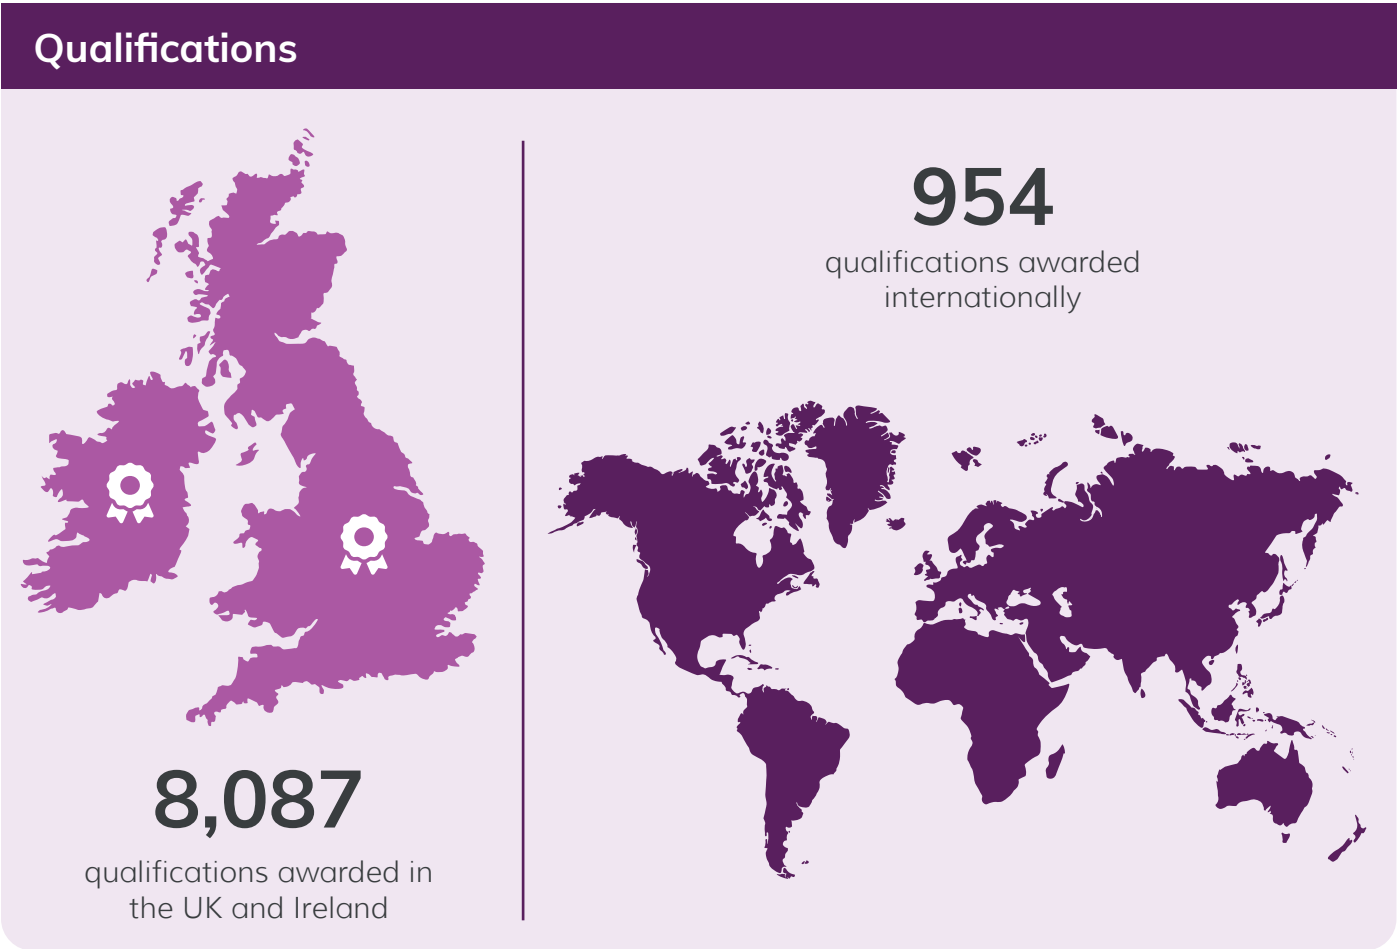 Qualifications
8,087
qualifications awarded in
the UK and Ireland
954
qualifications awarded
internationally